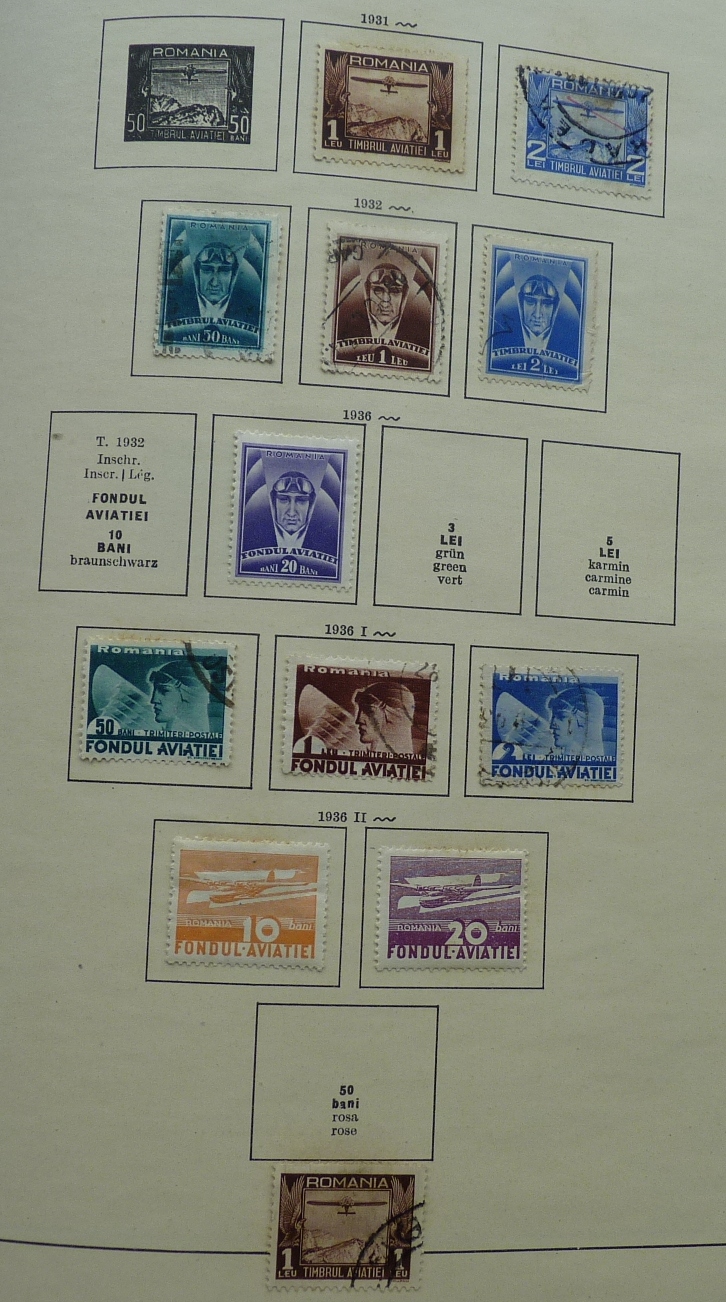 1931
ROMANIA
50 50
BANI
TIMBRUL AVIATIEI
ROMANIA
1 1
LEU TIMBRUL AVIATIEI LEU
ROMANIA
2 2
LEI TIMBRUL AVIATIEI LEI
1932
ROMANIA
TIMBRUL AVIATIEI
BANI 50 BANI
ROMANIA
TIMBRUL AVIATIEI
LEU 1 LEU
ROMANIA
TIMBRUL AVIATIEI
LEI 2 LEI
1936
T. 1932
Inschr.
Inscr. | Lég.
FONDUL
AVIATIEI
10
BANI
braunschwarz
ROMANIA
FONDUL AVIATIEI
BANI 20 BANI
3
LEI
grün
green
vert
5
LEI
karmin
carmine
carmin
1936 I
Romania
50 BANI - TRIMITERI-POSTALE
FONDUL AVIATIEI
Romania
1 LEU - TRIMITERI-POSTALE
FONDUL AVIATIEI
Romania
2 LEI - TRIMITERI-POSTALE
FONDUL AVIATIEI
1936 II
ROMANIA 10 bani
FONDUL·AVIATIEI
ROMANIA 20 bani
FONDUL·AVIATIEI
50
bani
rosa
rose
ROMANIA
1 1
LEU TIMBRUL AVIATIEI LEU